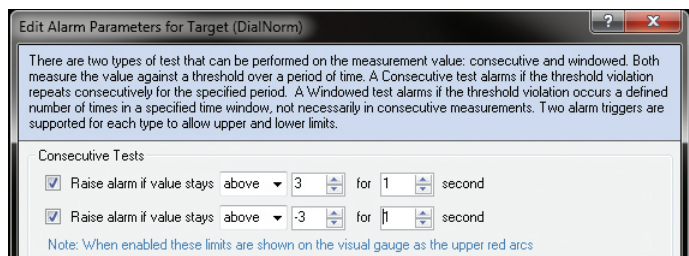 Edit Alarm Parameters for Target (DialNorm)
There are two types of test that can be performed on the measurement value: consecutive and windowed. Both
measure the value against a threshold over a period of time. A Consecutive test alarms if the threshold violation
repeats consecutively for the specified period.  A Windowed test alarms if the threshold violation occurs a defined
number of times in a specified time window, not necessarily in consecutive measurements. Two alarm triggers are
supported for each type to allow upper and lower limits.
Consecutive Tests
Raise alarm if value stays above 3 for 1 second
Raise alarm if value stays above -3 for 1 second
Note: When enabled these limits are shown on the visual gauge as the upper red arcs